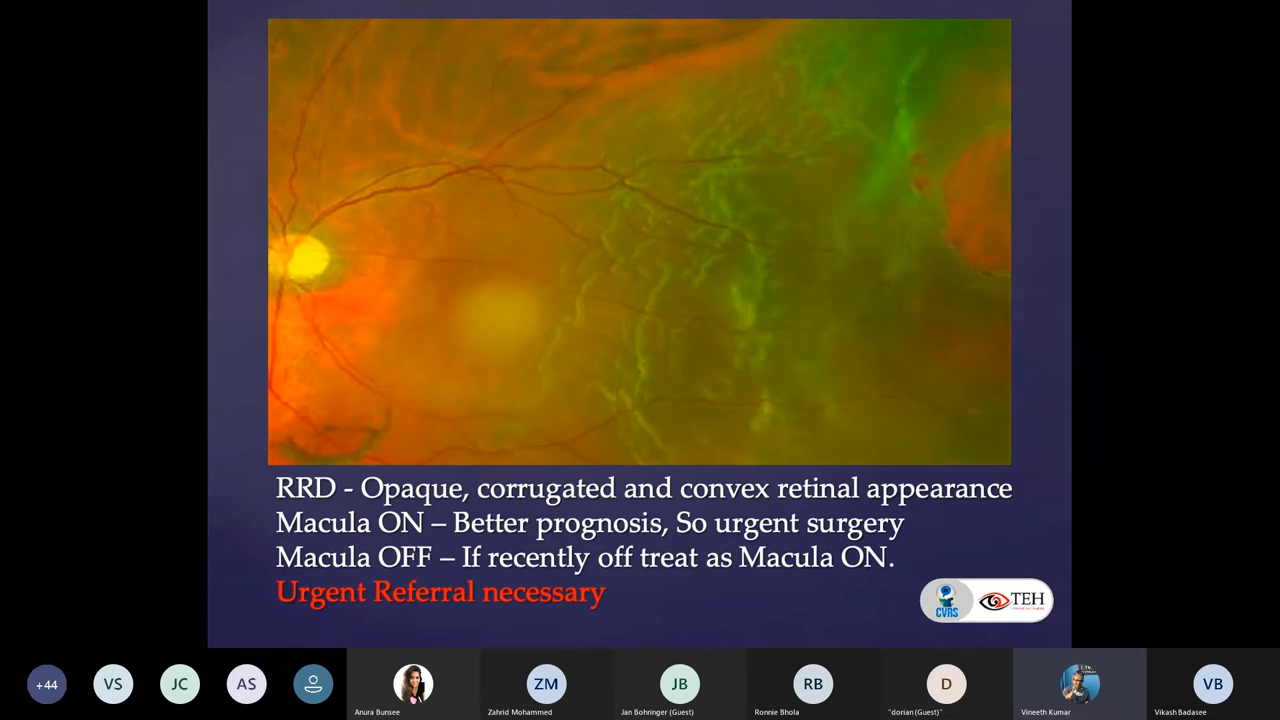 RRD - Opaque, corrugated and convex retinal appearance
Macula ON – Better prognosis, So urgent surgery
Macula OFF – If recently off treat as Macula ON.
Urgent Referral necessary
CVRS
TEH
+44
VS
JC
AS
ZM
JB
RB
D
VB
Anura Bunsee
Zahrid Mohammed
Jan Bohringer (Guest)
Ronnie Bhola
"dorian (Guest)"
Vineeth Kumar
Vikash Badasee